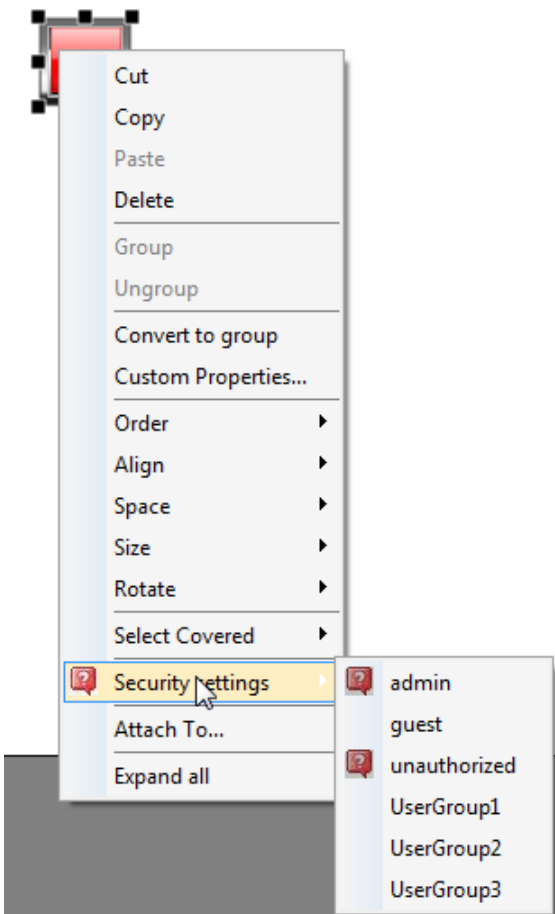 Cut
Copy
Paste
Delete
Group
Ungroup
Convert to group
Custom Properties...
Order
Align
Space
Size
Rotate
Select Covered
Security settings
Attach To...
Expand all
admin
guest
unauthorized
UserGroup1
UserGroup2
UserGroup3